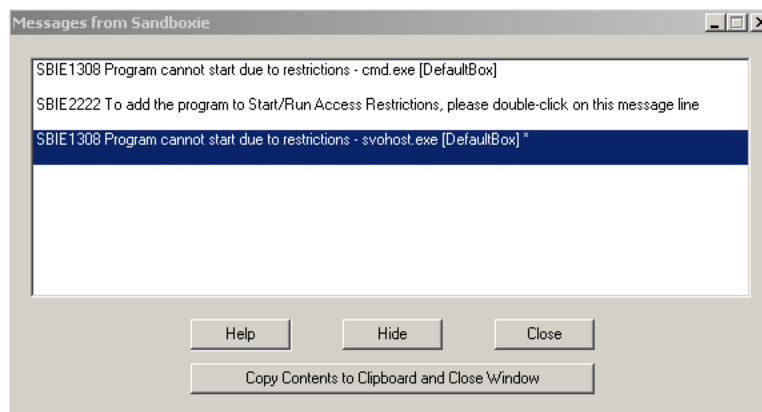 Messages from Sandboxie
SBIE1308 Program cannot start due to restrictions - cmd.exe [DefaultBox]
SBIE2222 To add the program to Start/Run Access Restrictions, please double-click on this message line
SBIE1308 Program cannot start due to restrictions - svohost.exe [DefaultBox] *
Help
Hide
Close
Copy Contents to Clipboard and Close Window